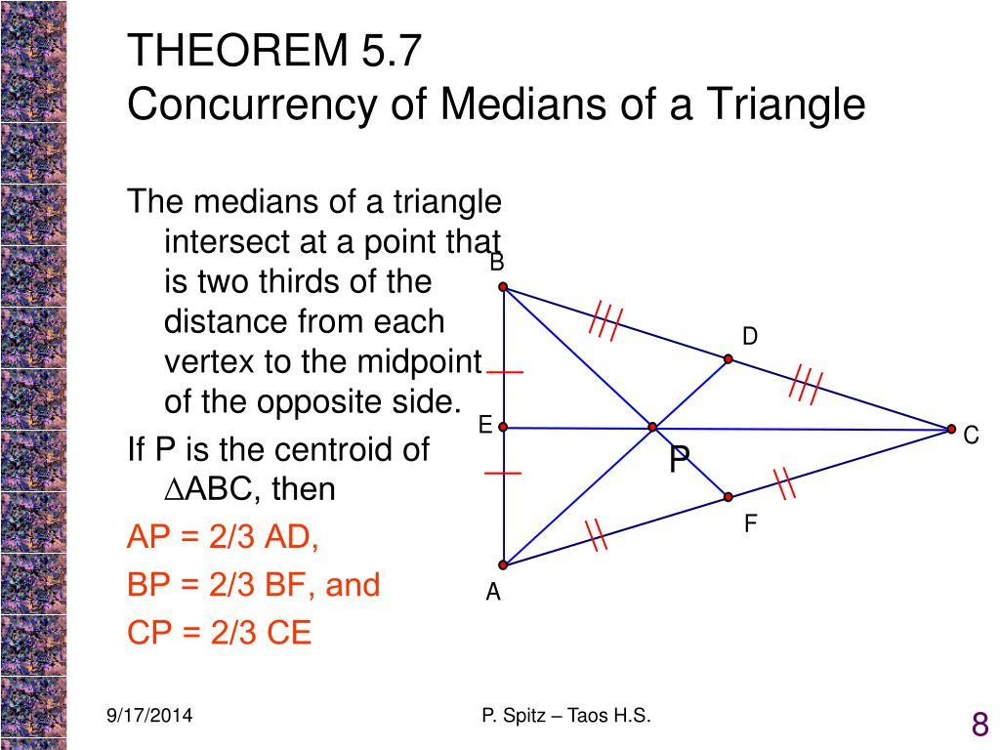 THEOREM 5.7
Concurrency of Medians of a Triangle
The medians of a triangle
intersect at a point that
is two thirds of the
distance from each
vertex to the midpoint
of the opposite side.
If P is the centroid of
∆ABC, then
AP = 2/3 AD,
BP = 2/3 BF, and
CP = 2/3 CE
B
D
E
C
P
F
A
9/17/2014
P. Spitz – Taos H.S.
8